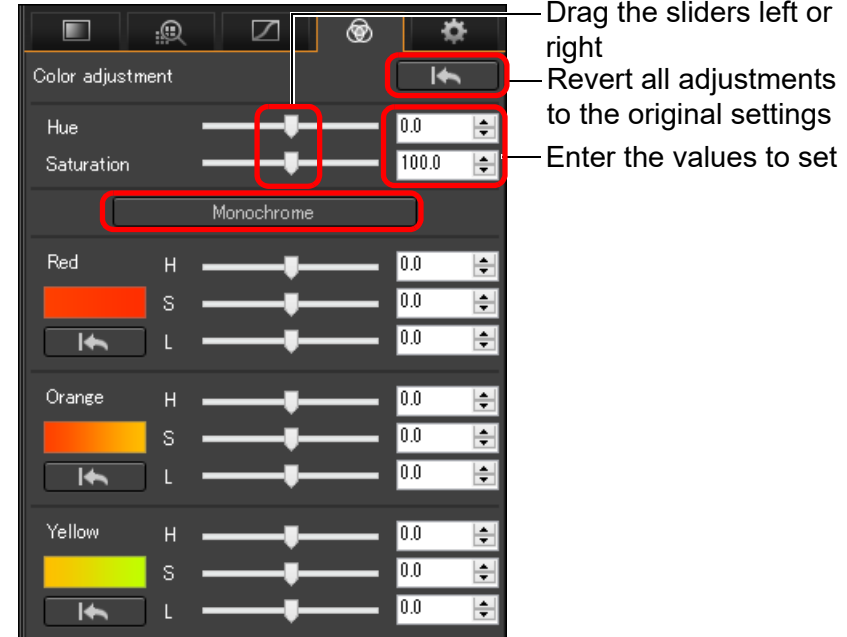 Drag the sliders left or
right
Color adjustment
Revert all adjustments
to the original settings
Hue
0.0
Saturation
100.0
Enter the values to set
Monochrome
Red
H
0.0
S
0.0
L
0.0
Orange
H
0.0
S
0.0
L
0.0
Yellow
H
0.0
S
0.0
L
0.0